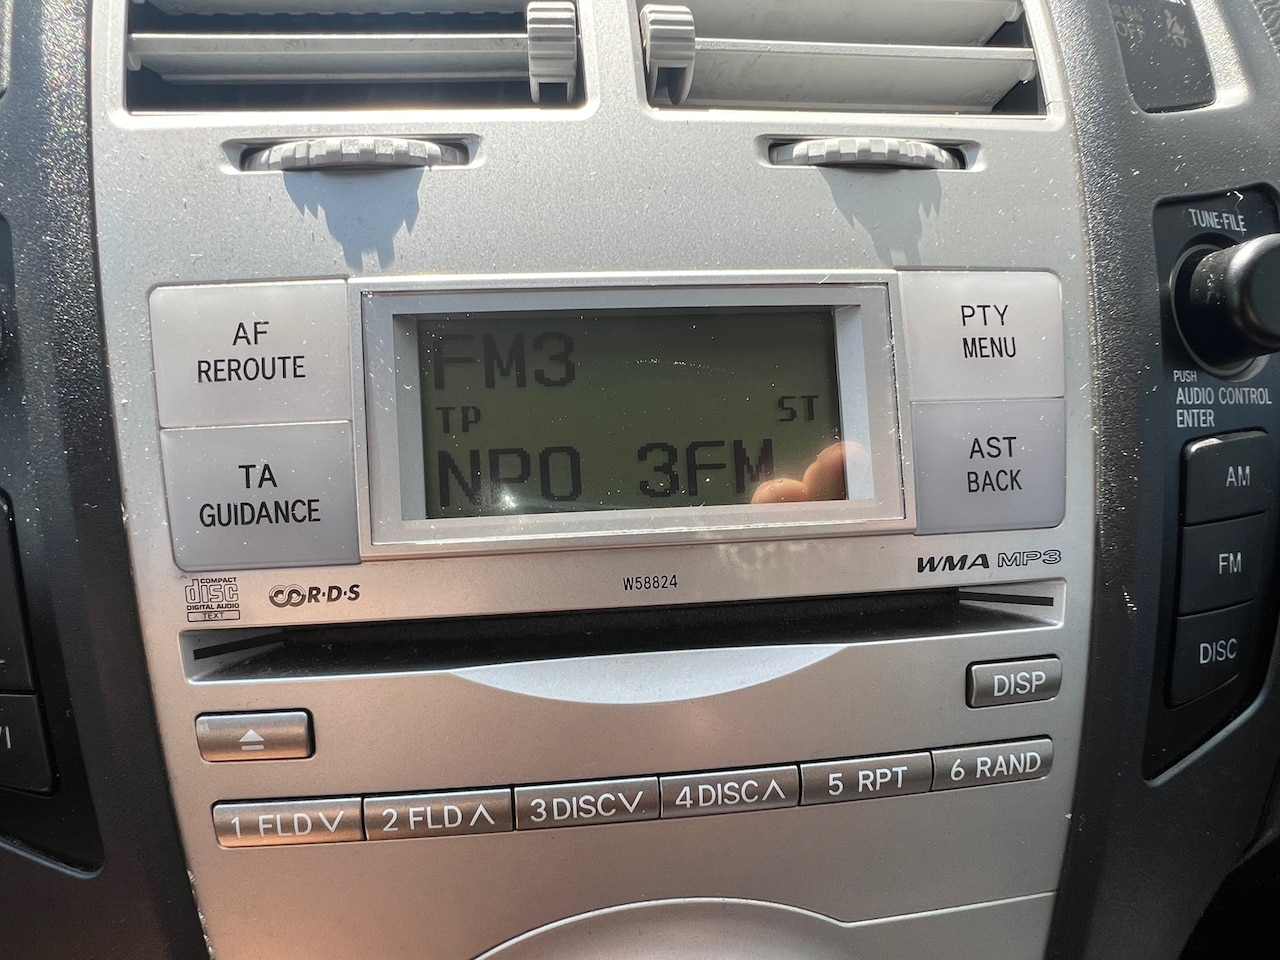 OFF
TUNE·FILE
AF
REROUTE
PTY
MENU
FM3
TP
ST
NPO 3FM
PUSH
AUDIO CONTROL
ENTER
TA
GUIDANCE
AST
BACK
AM
FM
DISC
COMPACT
disc
DIGITAL AUDIO
TEXT
R·D·S
W58824
WMA MP3
DISP
1 FLD ∨
2 FLD ∧
3 DISC ∨
4 DISC ∧
5 RPT
6 RAND